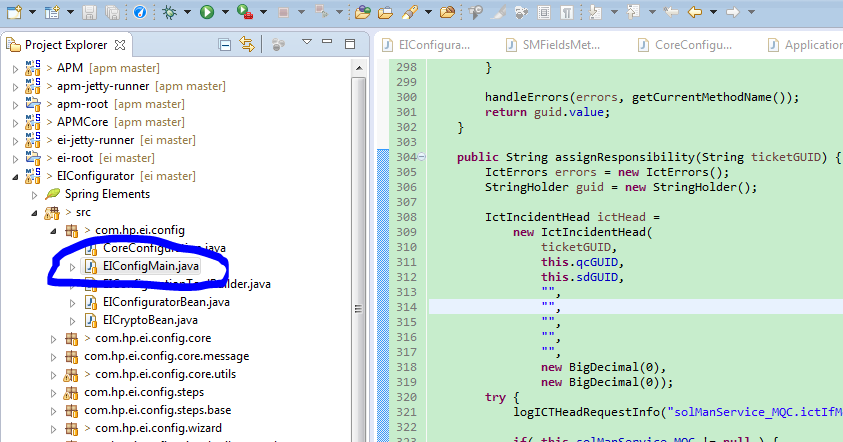 Project Explorer
> APM [apm master]
> apm-jetty-runner [apm master]
> apm-root [apm master]
> APMCore [apm master]
> ei-jetty-runner [ei master]
> ei-root [ei master]
> EIConfigurator [ei master]
Spring Elements
> src
> com.hp.ei.config
EIConfigMain.java
EIConfiguratorBean.java
EICryptoBean.java
> com.hp.ei.config.core
com.hp.ei.config.core.message
> com.hp.ei.config.core.utils
com.hp.ei.config.steps
com.hp.ei.config.steps.base
> com.hp.ei.config.wizard
EIConfigura...
SMFieldsMet...
CoreConfigu...
Application
298 }
299
300 handleErrors(errors, getCurrentMethodName());
301 return guid.value;
302 }
303
304 public String assignResponsibility(String ticketGUID) {
305 IctErrors errors = new IctErrors();
306 StringHolder guid = new StringHolder();
307
308 IctIncidentHead ictHead =
309 new IctIncidentHead(
310 ticketGUID,
311 this.qcGUID,
312 this.sdGUID,
313 "",
314 "",
315 "",
316 "",
317 "",
318 new BigDecimal(0),
319 new BigDecimal(0));
320 try {
321 logICTHeadRequestInfo("solManService_MQC.ictIfM
322
323 if( this.solManService_MQC != null ) {